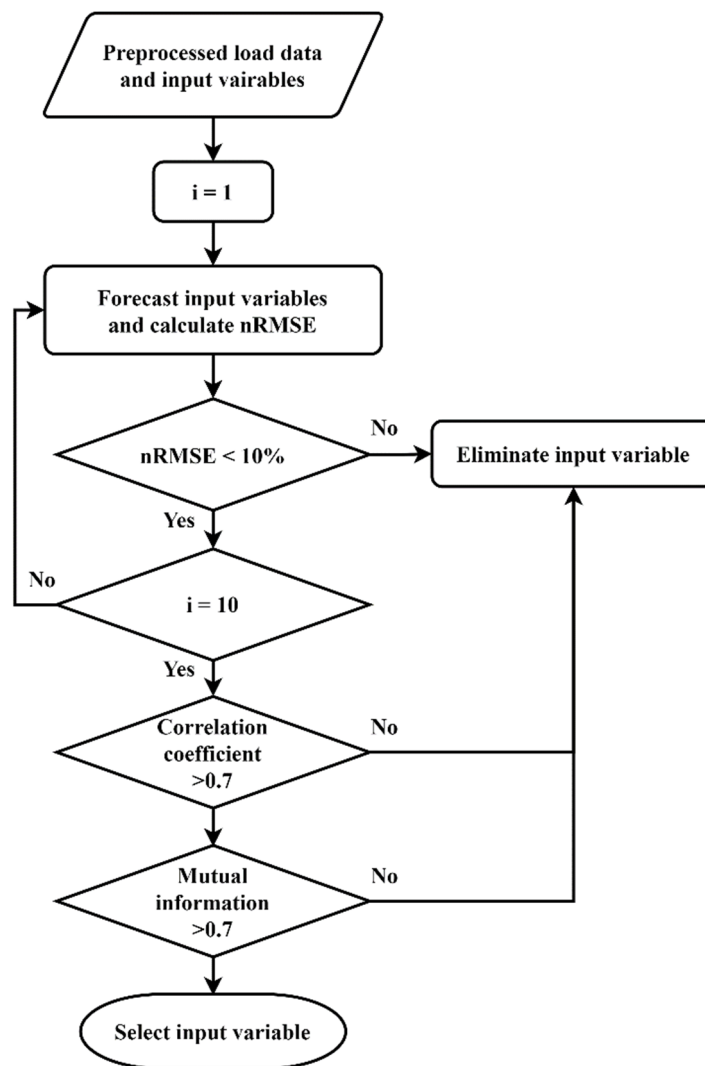 Preprocessed load data
and input vairables
i = 1
Forecast input variables
and calculate nRMSE
nRMSE < 10%
No
Eliminate input variable
Yes
No
i = 10
Yes
Correlation
coefficient
>0.7
No
Mutual
information
>0.7
No
Select input variable